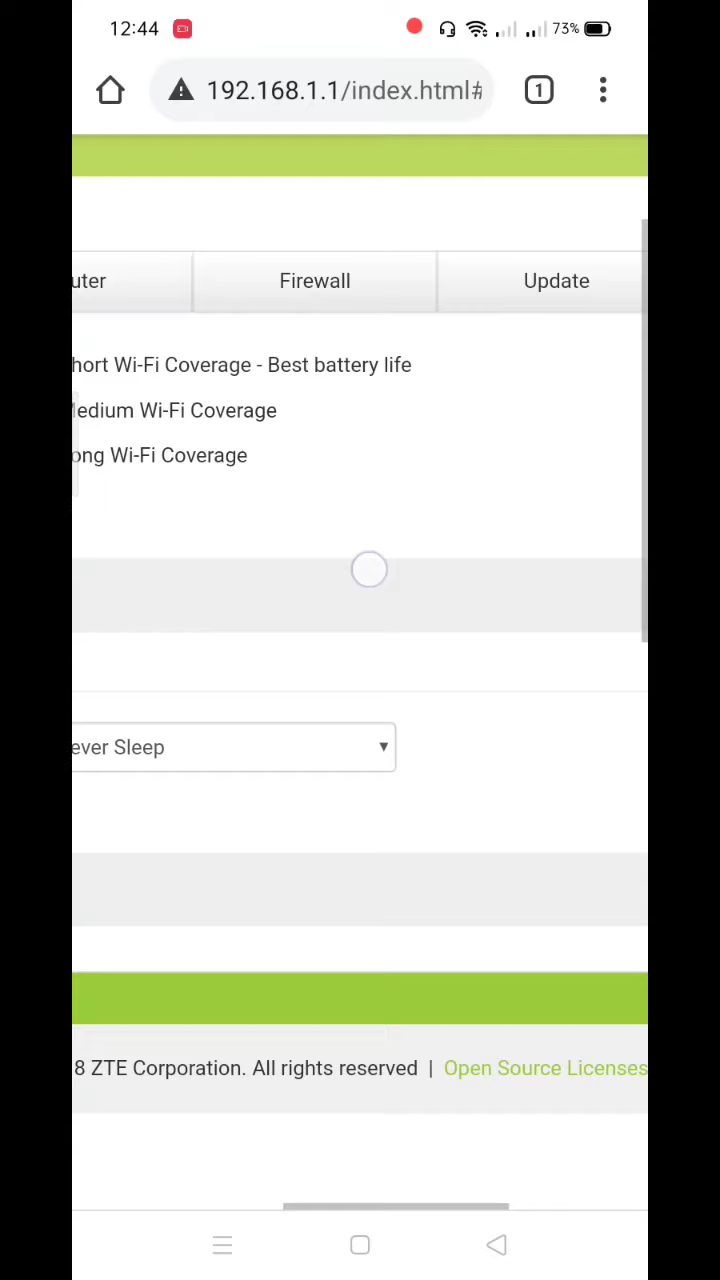 12:44
73%
192.168.1.1/index.html#
1
uter
Firewall
Update
hort Wi-Fi Coverage - Best battery life
edium Wi-Fi Coverage
ong Wi-Fi Coverage
ever Sleep
8 ZTE Corporation. All rights reserved | Open Source Licenses